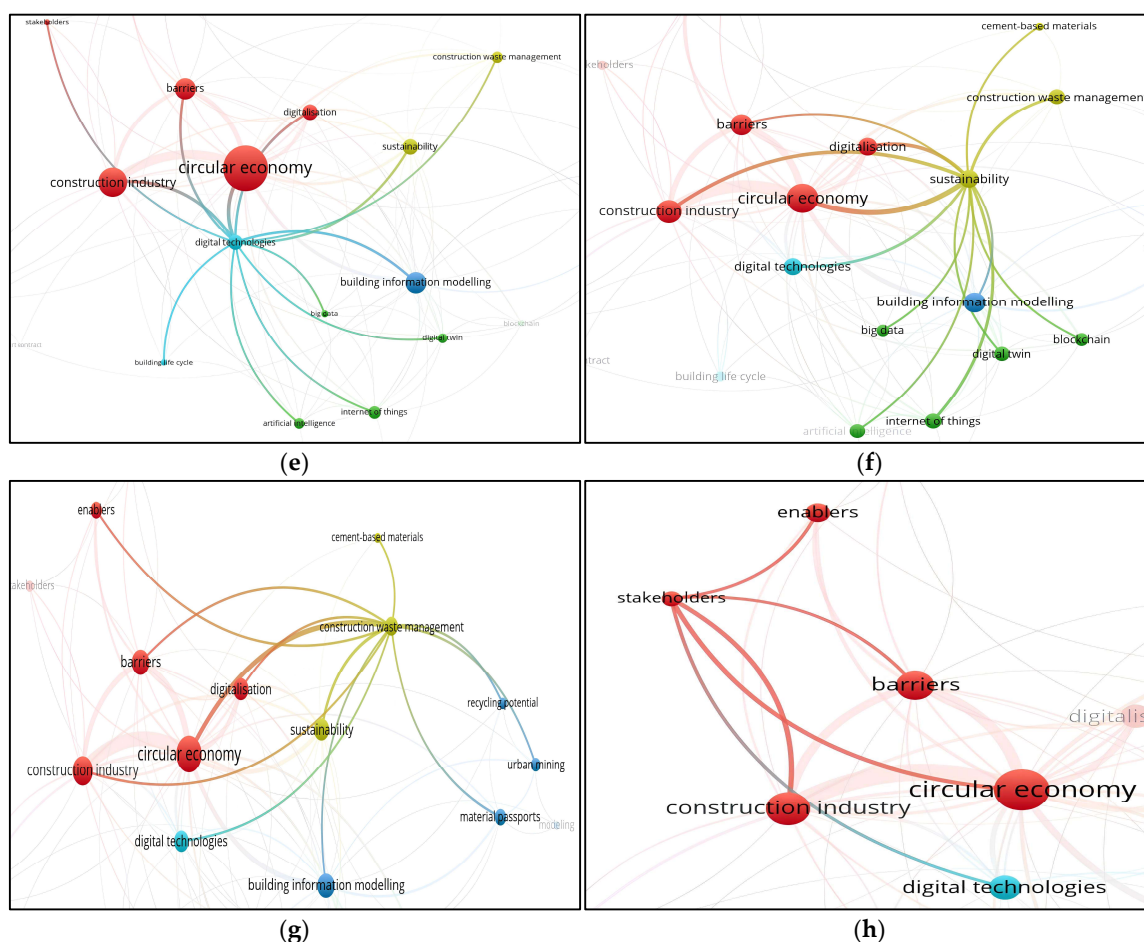 stakeholders
construction waste management
barriers
digitalisation
sustainability
circular economy
construction industry
digital technologies
building information modelling
big data
blockchain
digital twin
building life cycle
internet of things
artificial intelligence
(e)
cement-based materials
construction waste management
barriers
digitalisation
sustainability
circular economy
construction industry
digital technologies
building information modelling
big data
blockchain
digital twin
building life cycle
internet of things
artificial intelligence
(f)
enablers
cement-based materials
construction waste management
barriers
digitalisation
recycling potential
sustainability
circular economy
construction industry
urban mining
material passports
modeling
digital technologies
building information modelling
(g)
enablers
stakeholders
barriers
circular economy
construction industry
digital technologies
(h)